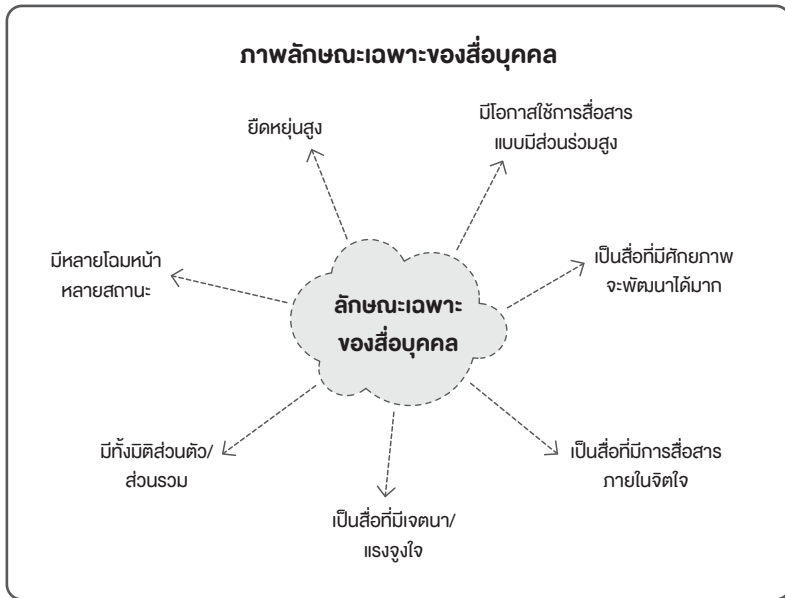 ภาพลักษณะเฉพาะของสื่อบุคคล
ยืดหยุ่นสูง
มีโอกาสใช้การสื่อสาร
แบบมีส่วนร่วมสูง
มีหลายโฉมหน้า
หลายสถานะ
เป็นสื่อที่มีศักยภาพ
จะพัฒนาได้มาก
ลักษณะเฉพาะ
ของสื่อบุคคล
มีทั้งมิติส่วนตัว/
ส่วนรวม
เป็นสื่อที่มีการสื่อสาร
ภายในจิตใจ
เป็นสื่อที่มีเจตนา/
แรงจูงใจ